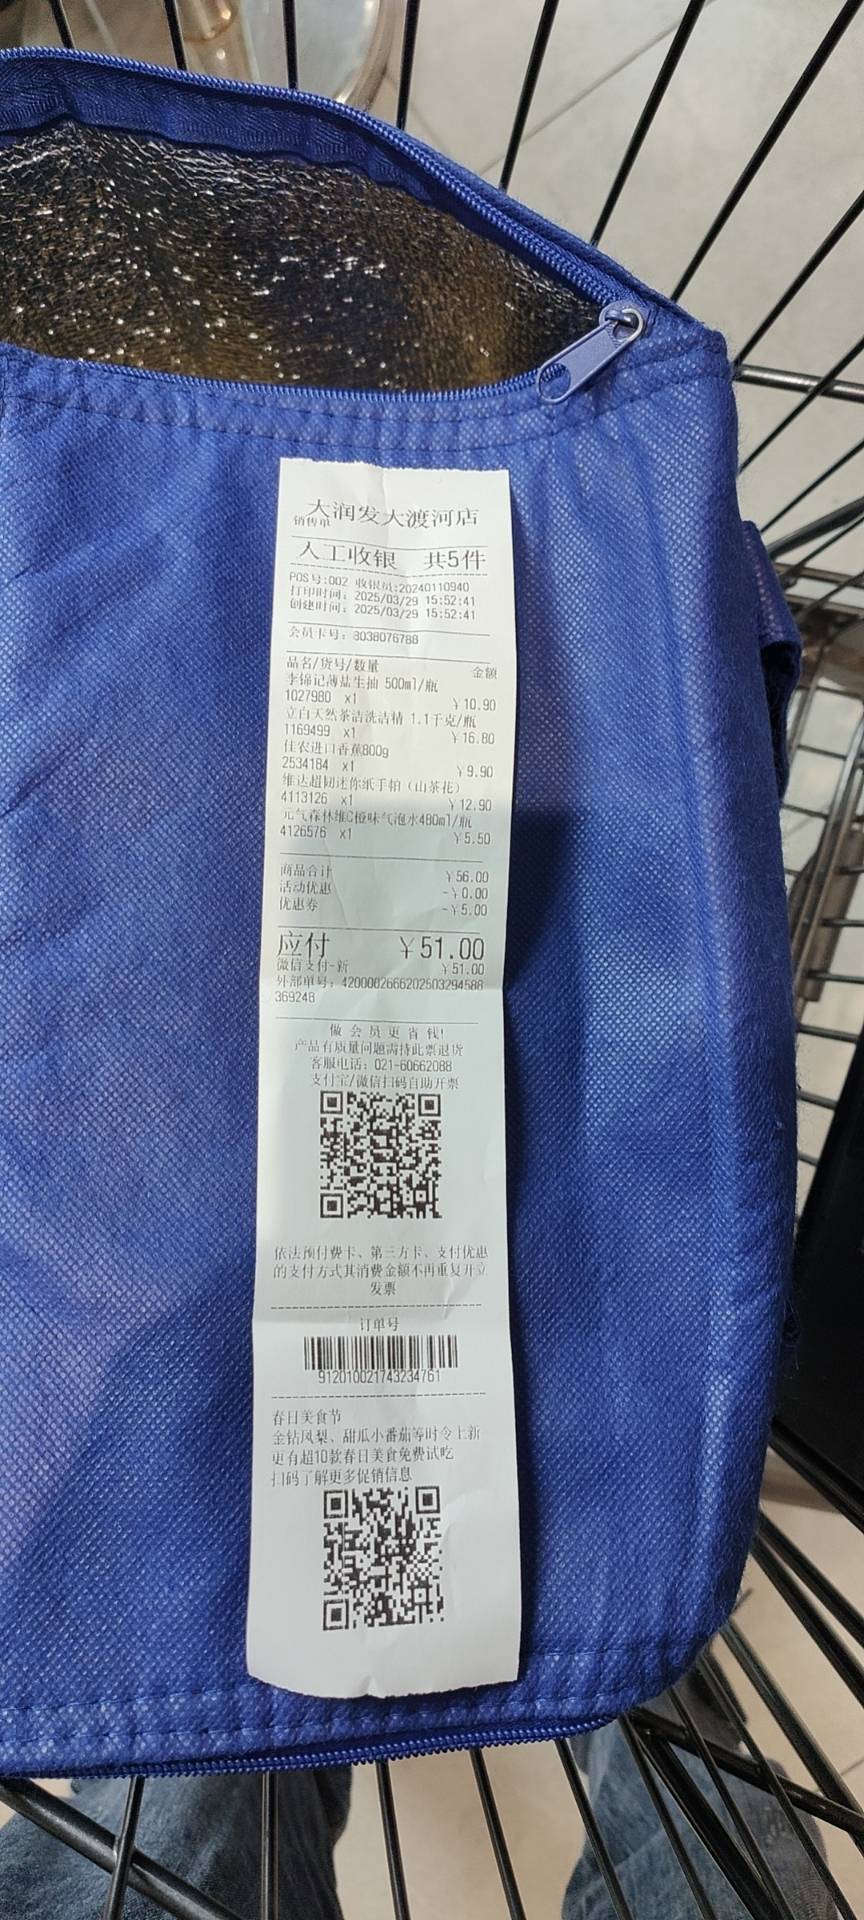 大润发大渡河店
销售单
人工收银 共5件
POS号:002 收银员:20240110940
打印时间: 2025/03/29 15:52:41
创建时间: 2025/03/29 15:52:41
会员卡号: 8038076788
品名/货号/数量 金额
李锦记薄盐生抽 500ml/瓶
1027980 x1 ￥10.90
立白天然茶洁洗洁精 1.1千克/瓶
1169499 x1 ￥16.80
佳农进口香蕉800g
2534184 x1 ￥9.90
维达超韧迷你纸手帕（山茶花）
4113126 x1 ￥12.90
元气森林维C橙味气泡水480ml/瓶
4126576 x1 ￥5.50
商品合计 ￥56.00
活动优惠 -￥0.00
优惠券 -￥5.00
应付 ￥51.00
微信支付-新 ￥51.00
外部单号: 4200002666202503294588
369248
做会员更省钱!
产品有质量问题需持此票退货
客服电话: 021-60662088
支付宝/微信扫码自助开票
依法预付费卡、第三方卡、支付优惠
的支付方式其消费金额不再重复开立
发票
订单号
912010021743234761
春日美食节
金钻凤梨、甜瓜小番茄等时令上新
更有超10款春日美食免费试吃
扫码了解更多促销信息